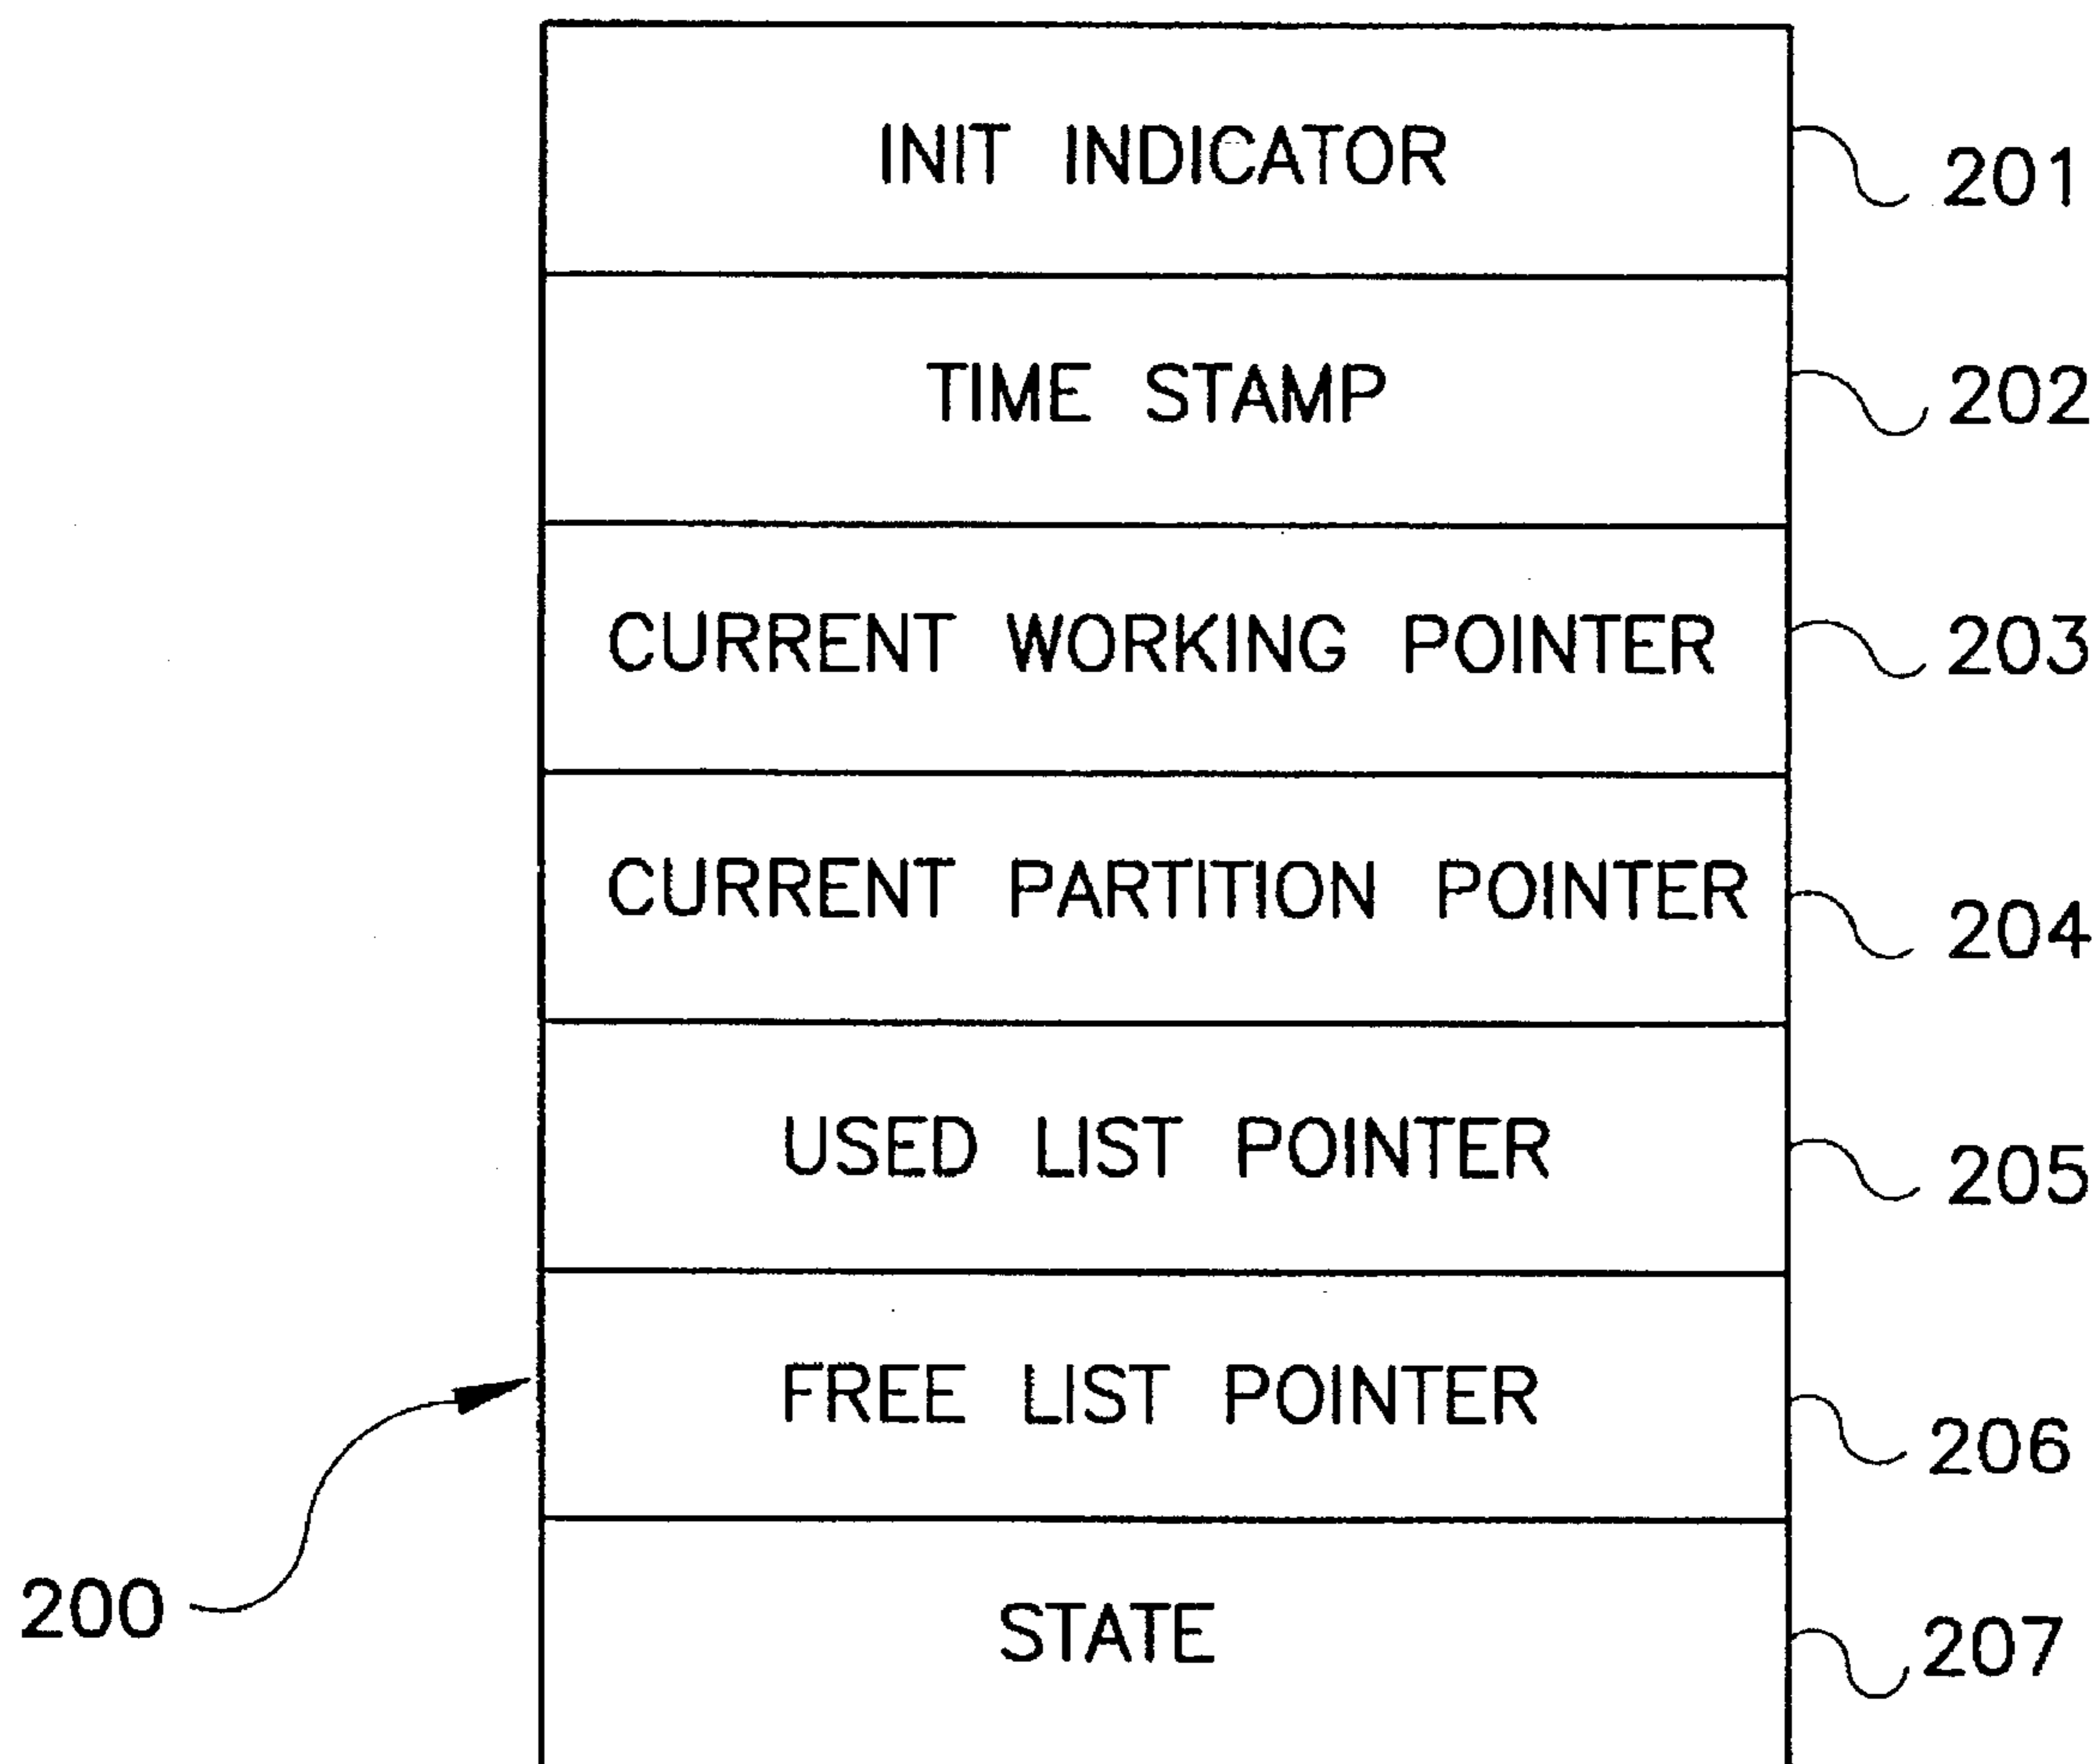 INIT INDICATOR
201
TIME STAMP
202
CURRENT WORKING POINTER
203
CURRENT PARTITION POINTER
204
USED LIST POINTER
205
FREE LIST POINTER
206
200
STATE
207